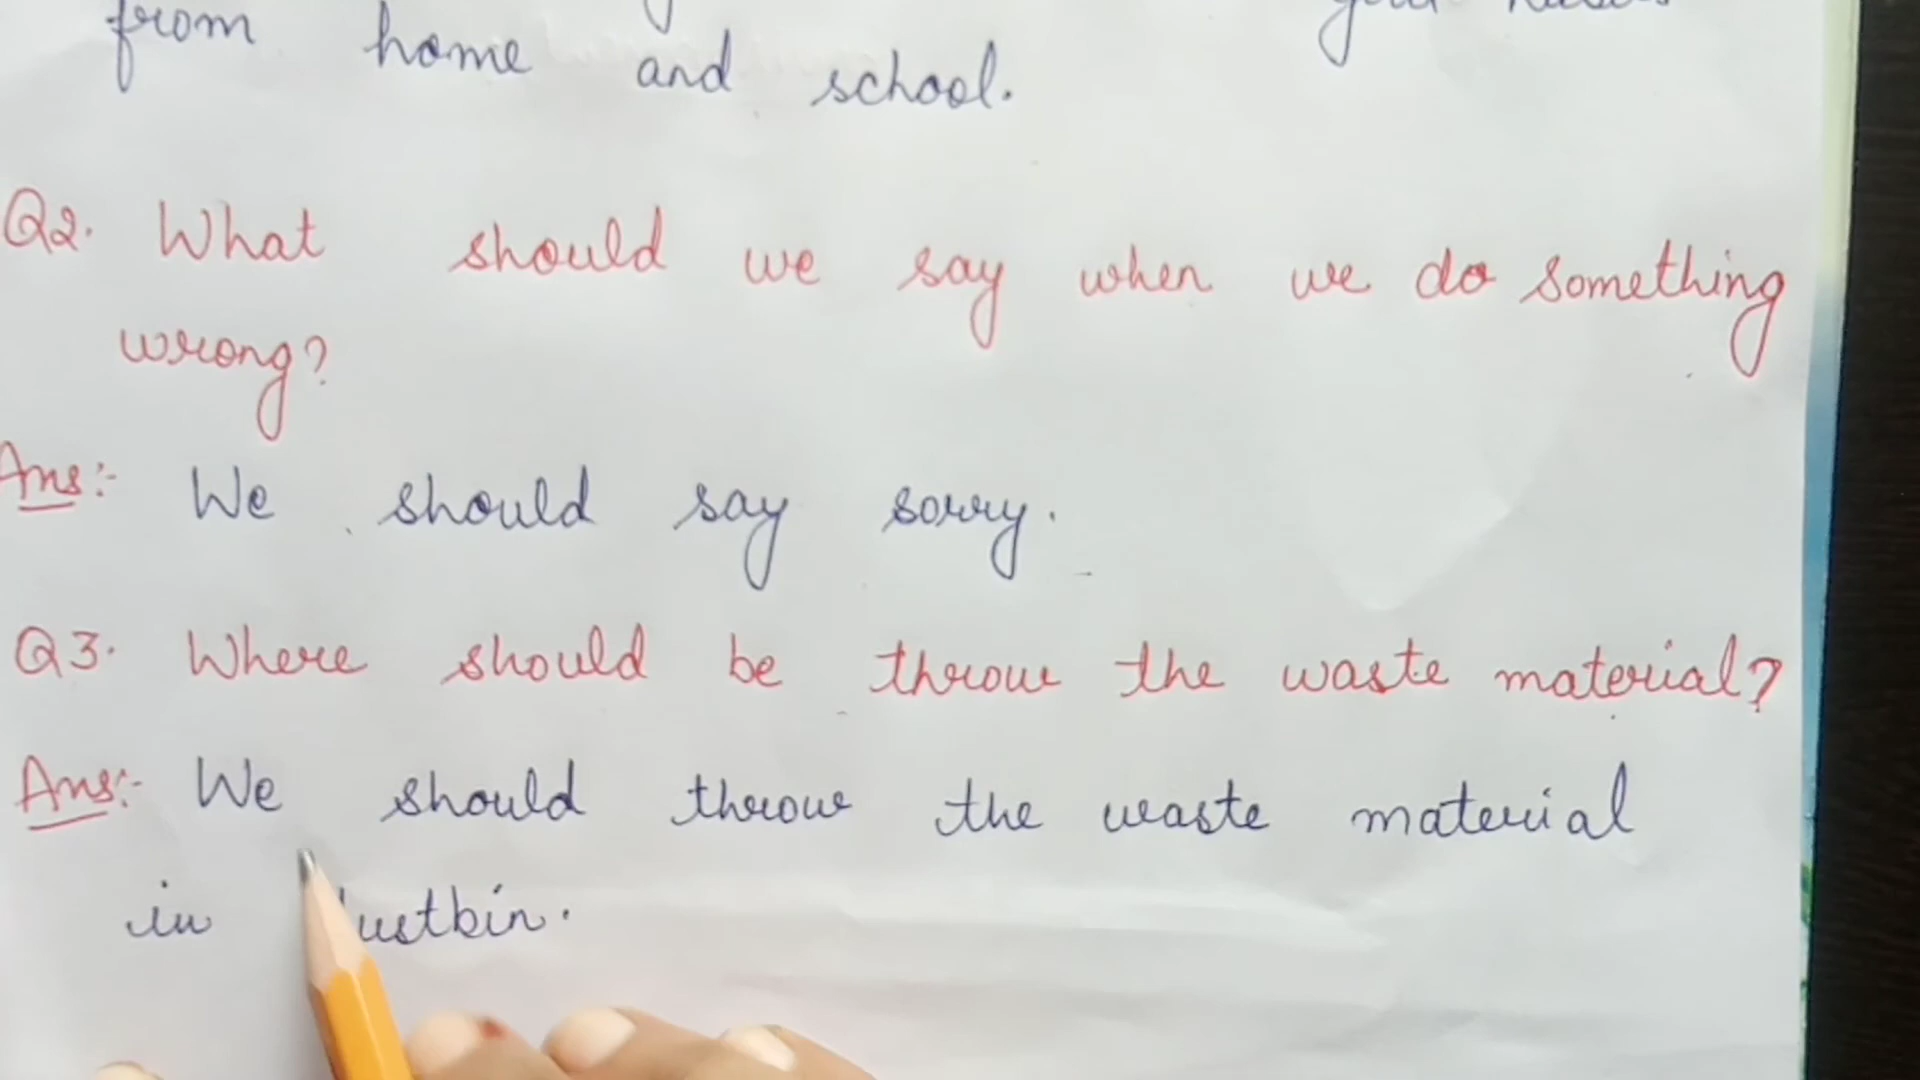 from home and school.
Q2. What should we say when we do something
wrong?
Ans:- We should say sorry.
Q3. Where should be throw the waste material?
Ans:- We should throw the waste material
in dustbin.